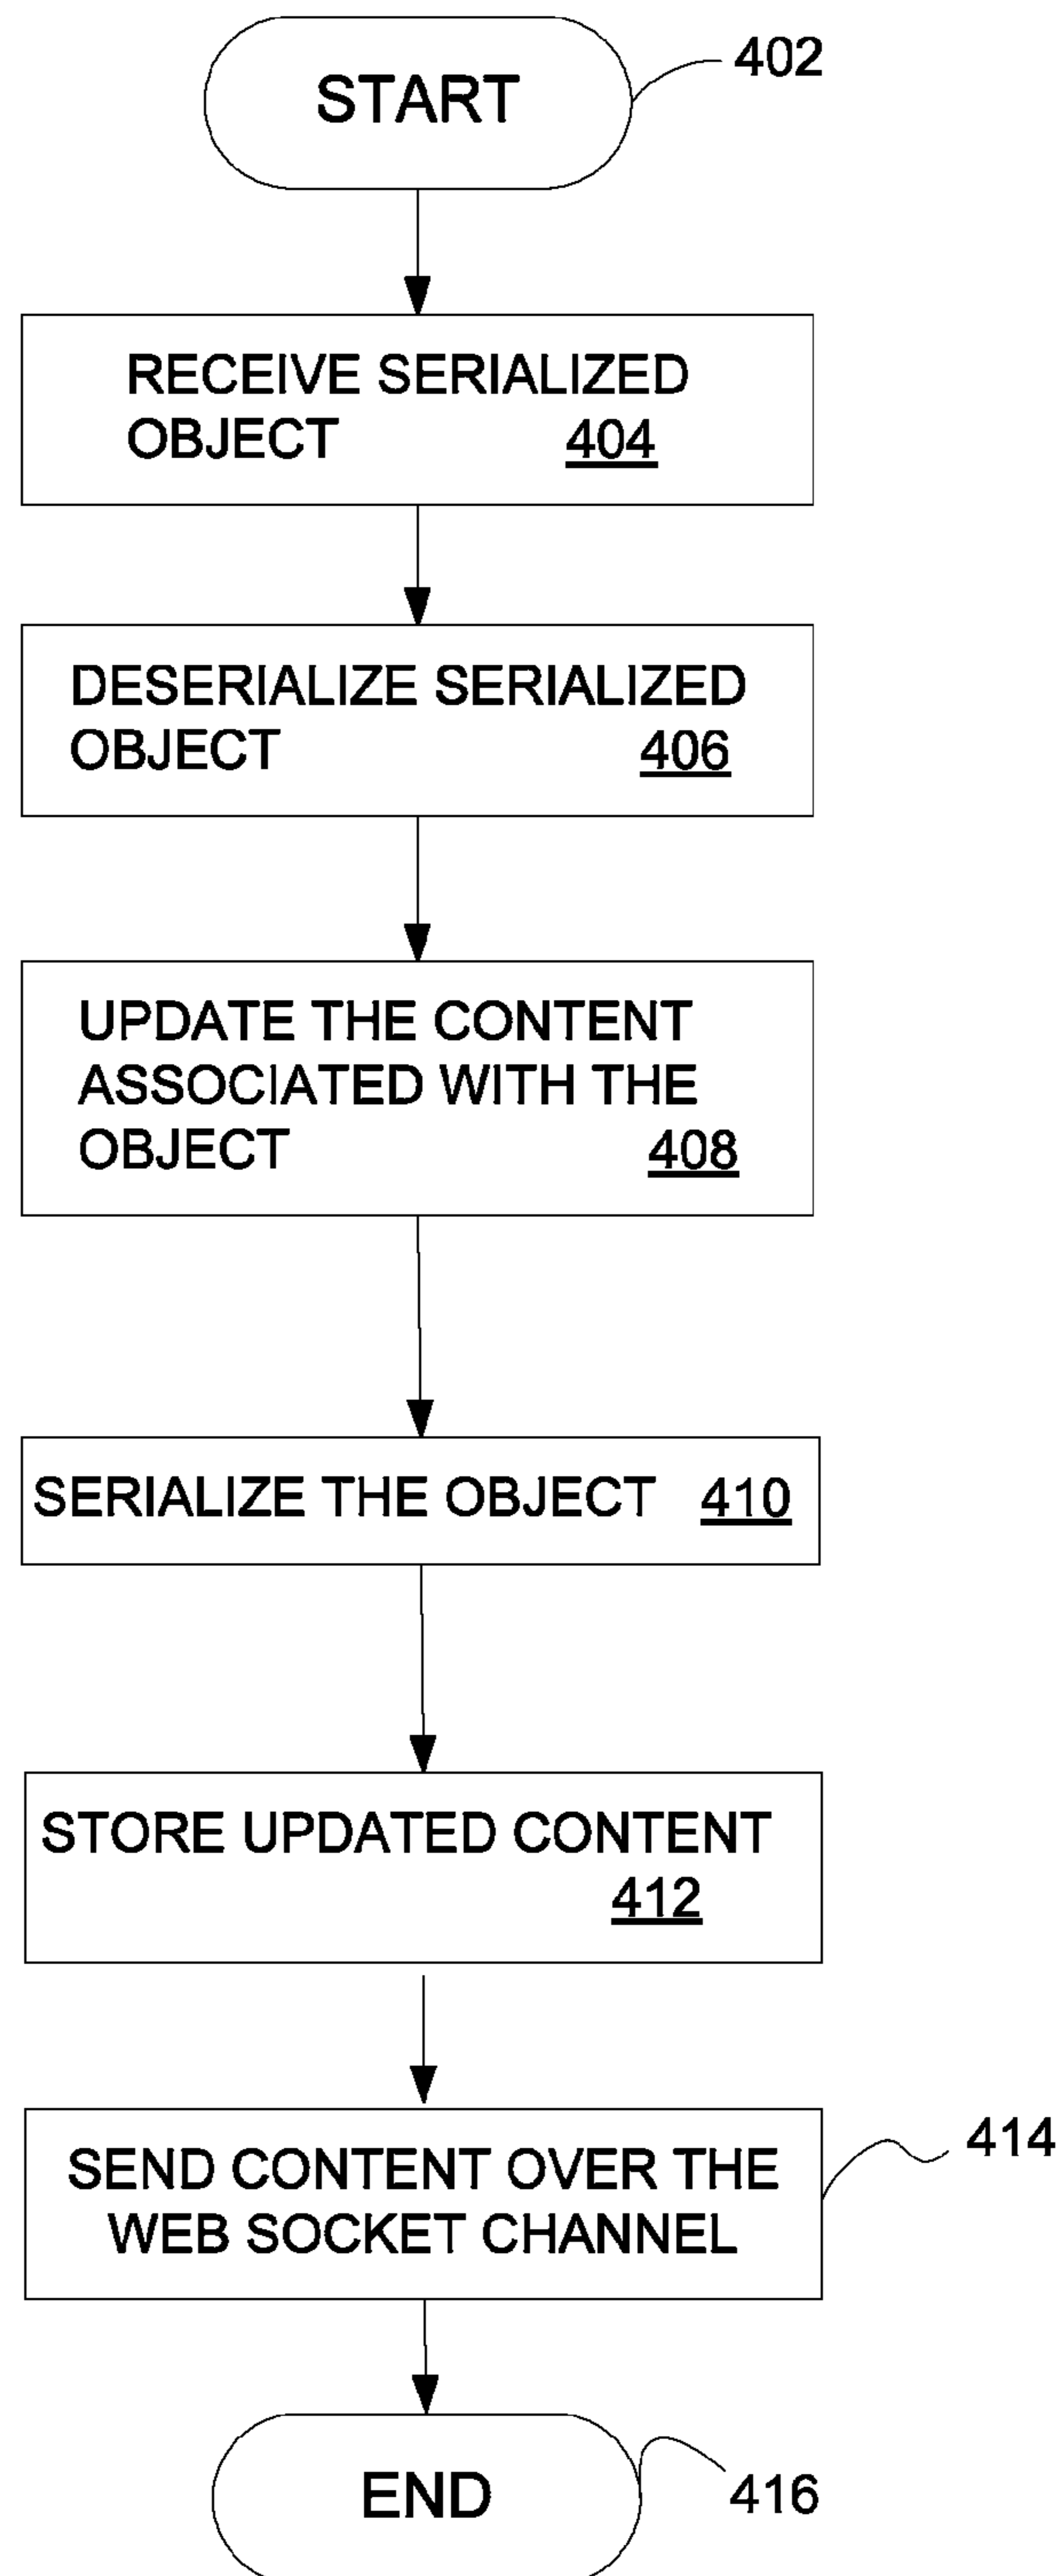 START
402
RECEIVE SERIALIZED
OBJECT 404
DESERIALIZE SERIALIZED
OBJECT 406
UPDATE THE CONTENT
ASSOCIATED WITH THE
OBJECT 408
SERIALIZE THE OBJECT 410
STORE UPDATED CONTENT
412
SEND CONTENT OVER THE
WEB SOCKET CHANNEL
414
END
416